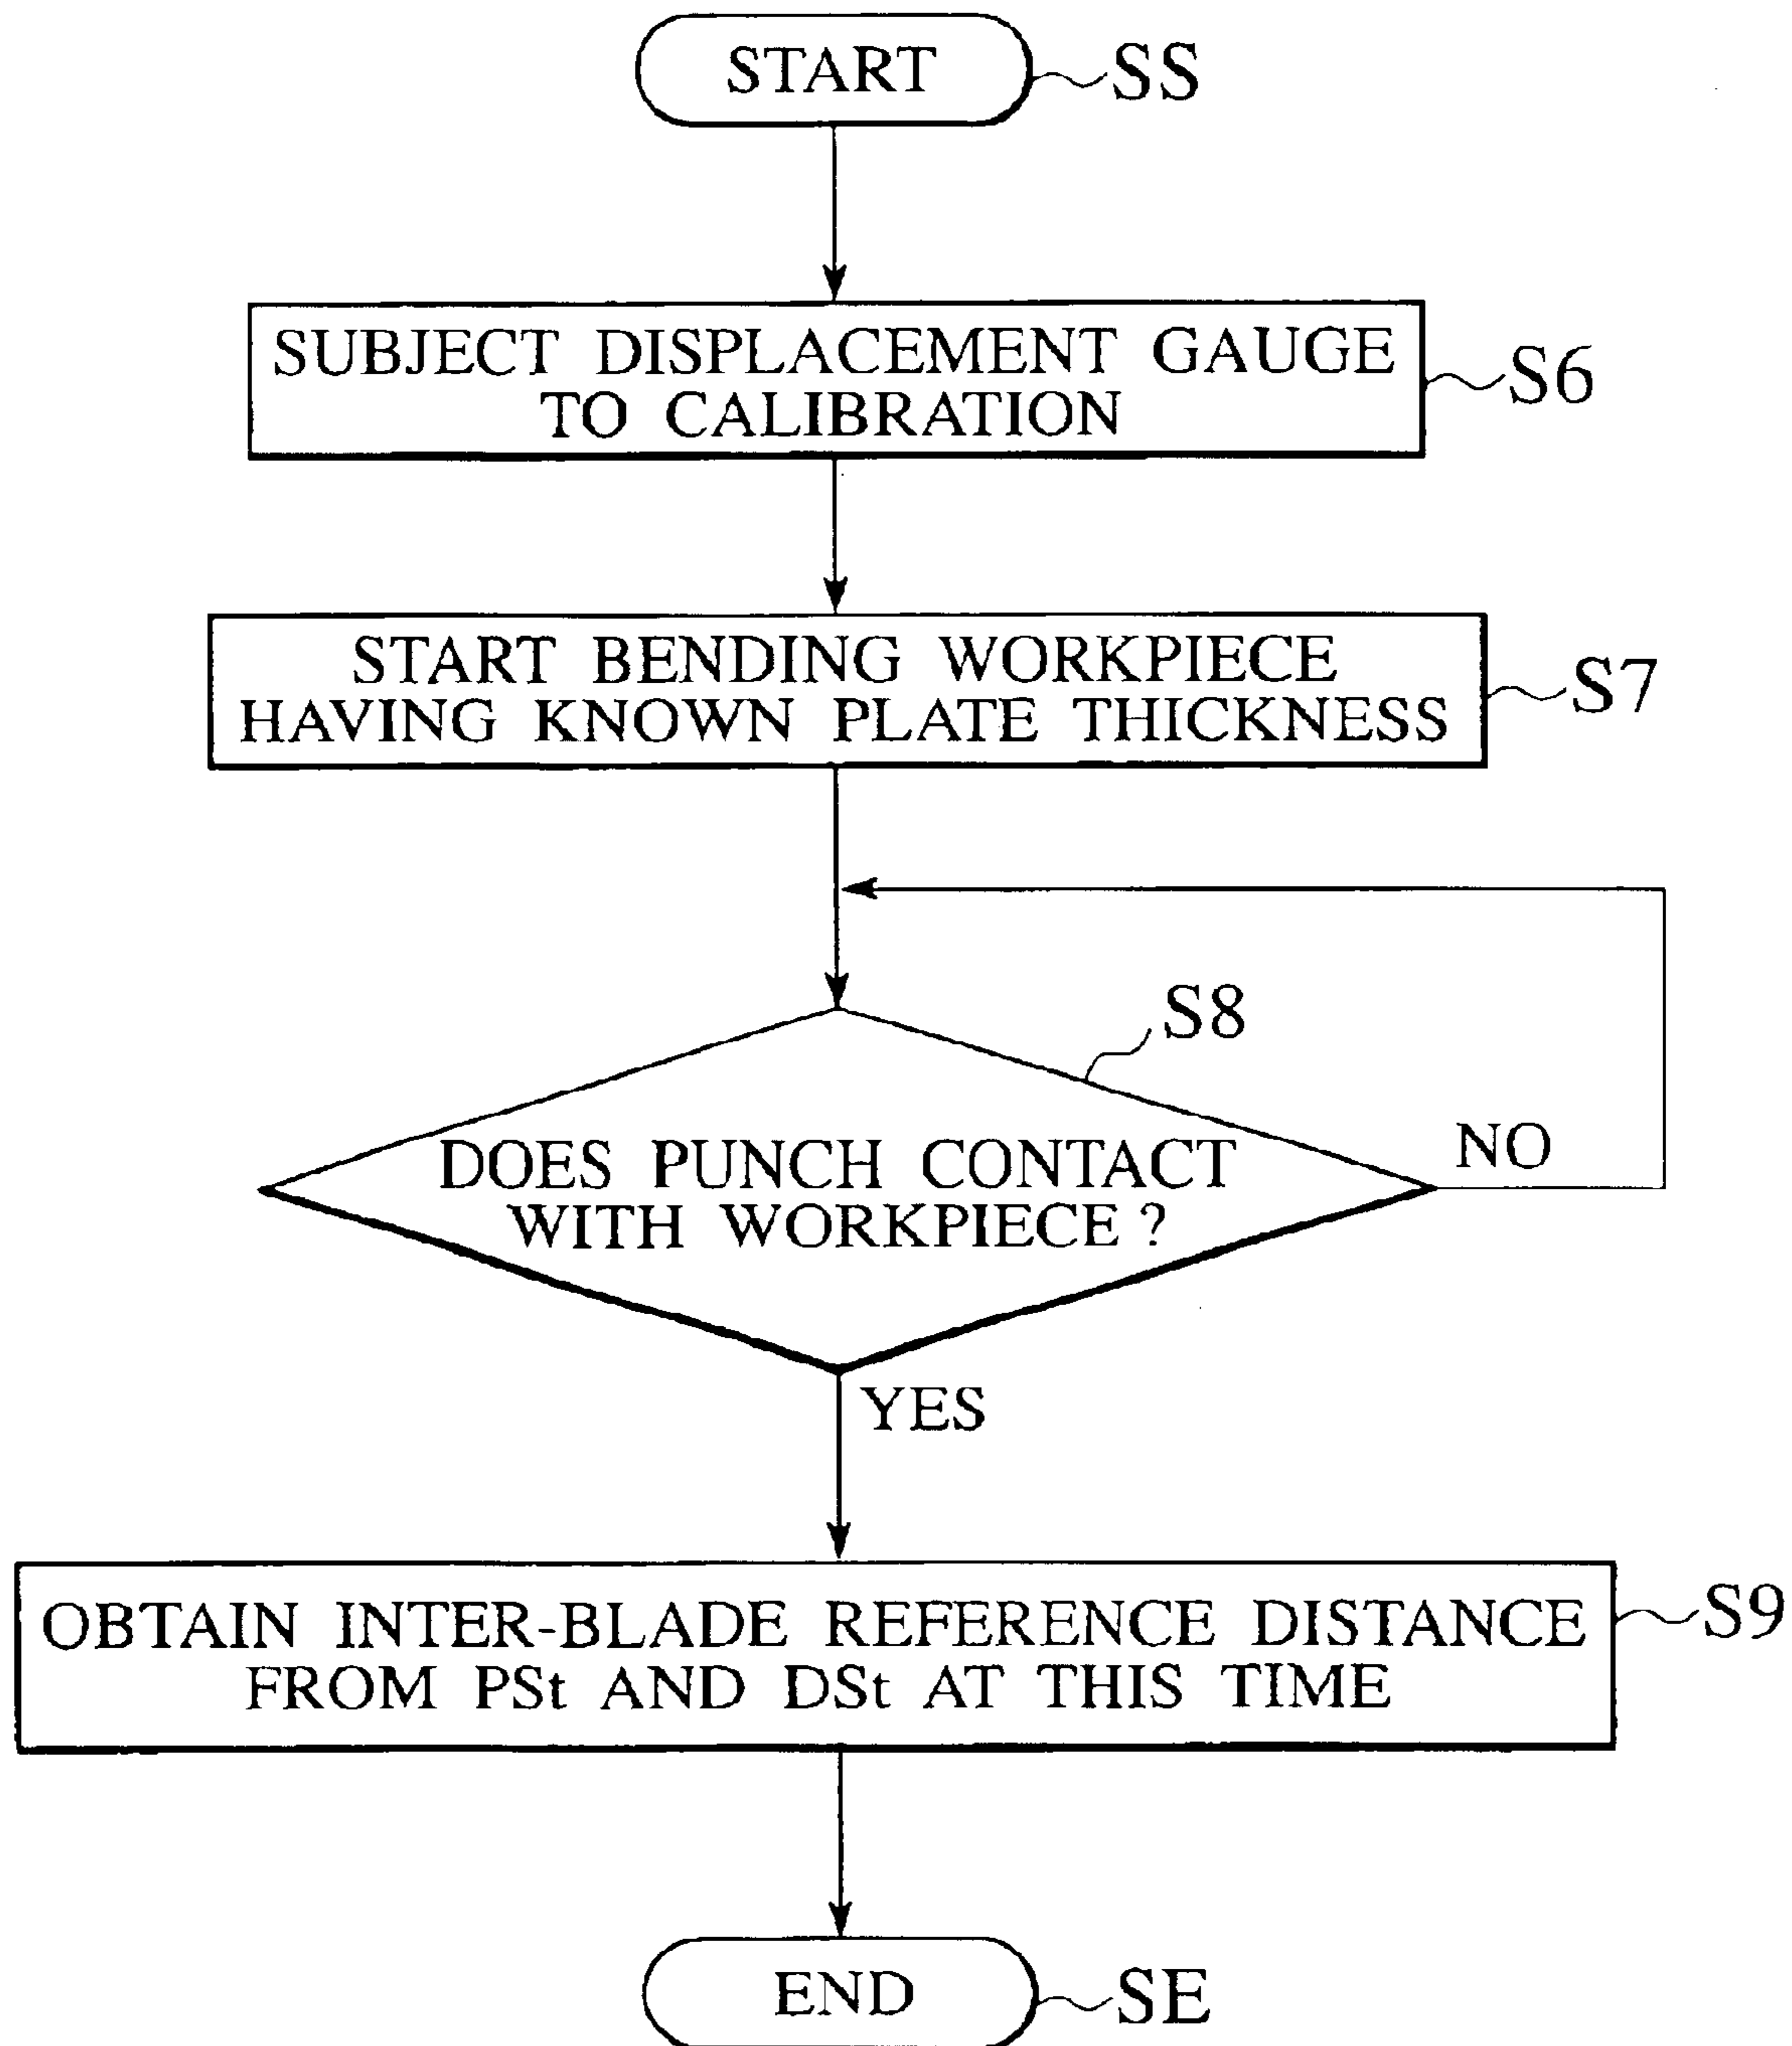 START
SS
SUBJECT DISPLACEMENT GAUGE
TO CALIBRATION
S6
START BENDING WORKPIECE
HAVING KNOWN PLATE THICKNESS
S7
S8
DOES PUNCH CONTACT
WITH WORKPIECE ?
NO
YES
OBTAIN INTER-BLADE REFERENCE DISTANCE
FROM PSt AND DSt AT THIS TIME
S9
END
SE